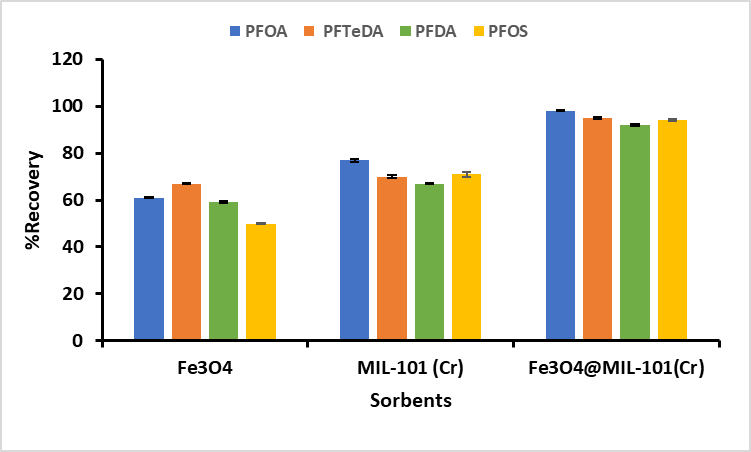 PFOA PFTeDA PFDA PFOS
120
100
80
60
40
20
0
%Recovery
Fe3O4 MIL-101 (Cr) Fe3O4@MIL-101(Cr)
Sorbents